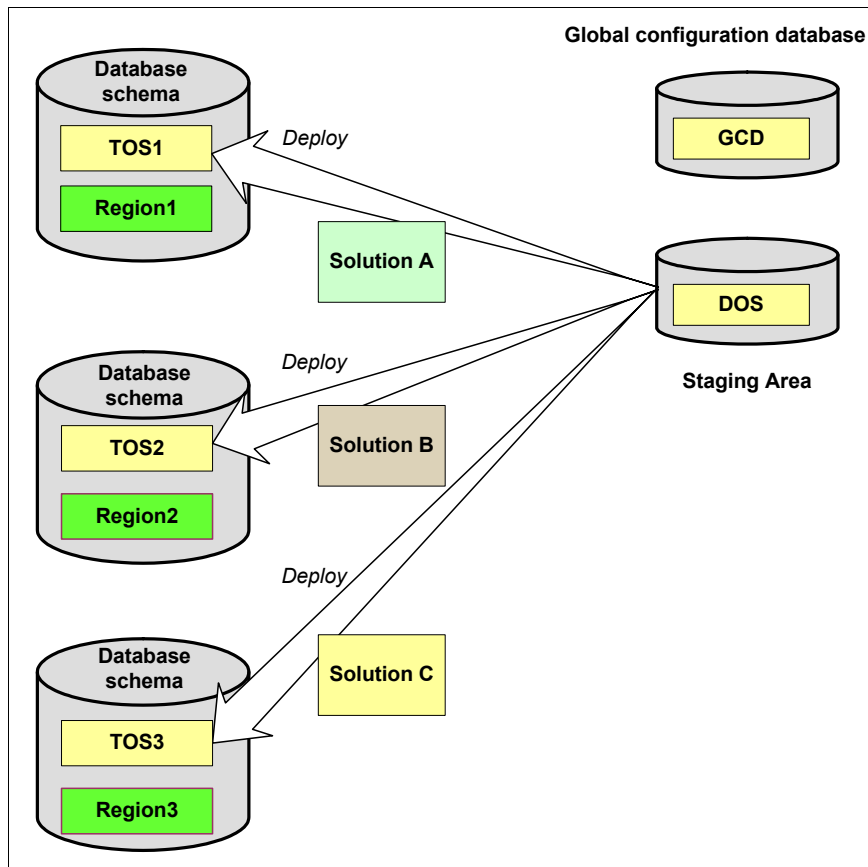 Global configuration database
Database
schema
TOS1
Region1
Deploy
GCD
Solution A
DOS
Staging Area
Database
schema
TOS2
Region2
Deploy
Solution B
Database
schema
TOS3
Region3
Deploy
Solution C